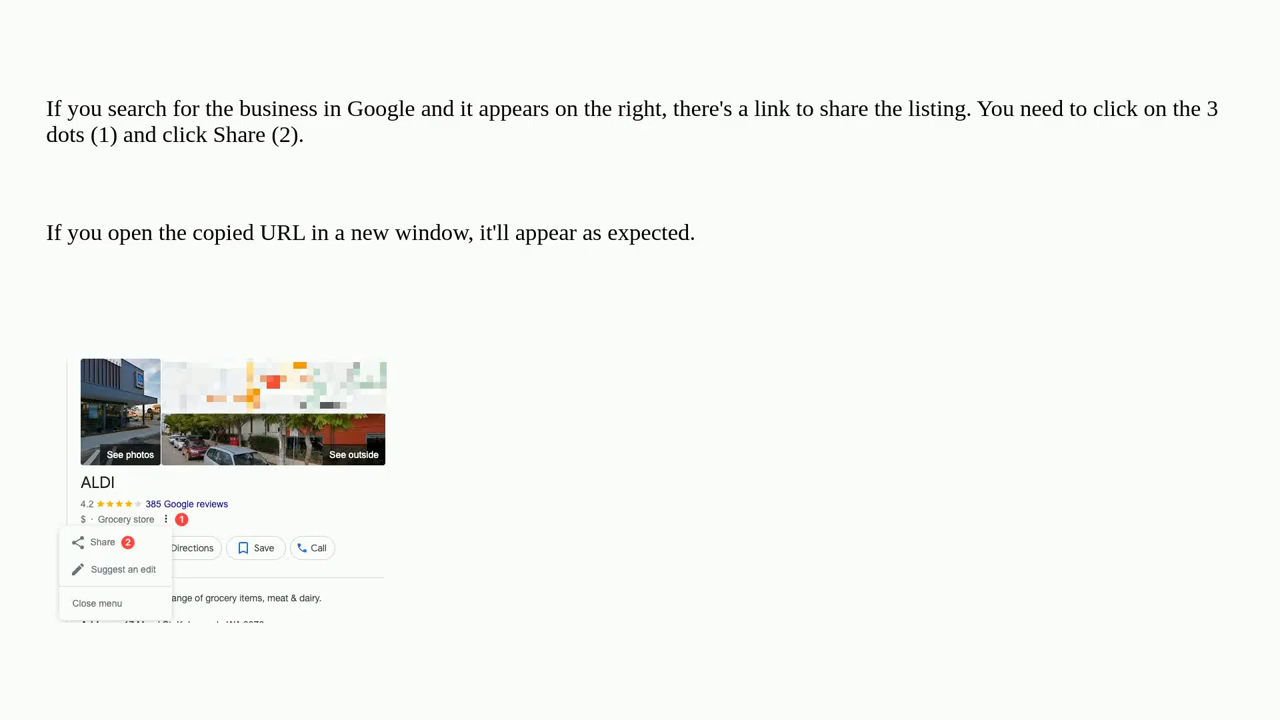 If you search for the business in Google and it appears on the right, there's a link to share the listing. You need to click on the 3
dots (1) and click Share (2).
If you open the copied URL in a new window, it'll appear as expected.
See photos
See outside
ALDI
4.2 385 Google reviews
$ · Grocery store 1
Share 2
Directions Save Call
Suggest an edit
ange of grocery items, meat & dairy.
Close menu